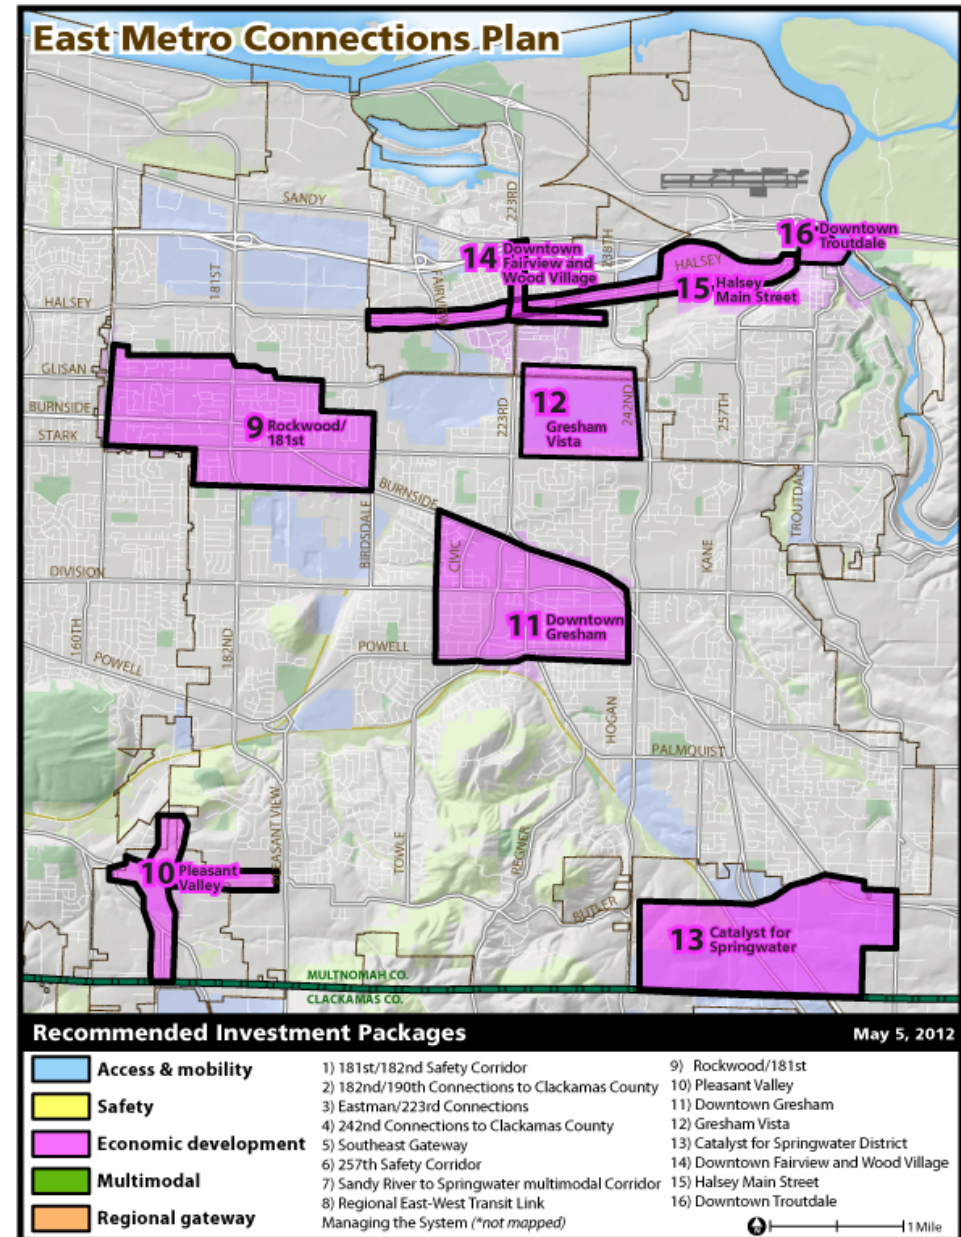 East Metro Connections Plan
SANDY
223RD
238TH
181ST
FAIRVIEW
16 Downtown
Troutdale
14 Downtown
Fairview and
Wood Village
HALSEY
15 Halsey
Main Street
HALSEY
GLISAN
BURNSIDE
STARK
9 Rockwood/
181st
12
Gresham
Vista
223RD
242ND
257TH
BURNSIDE
BIRDSDALE
CIVIC
KANE
TROUTDALE
DIVISION
11 Downtown
Gresham
160TH
182ND
POWELL
POWELL
HOGAN
PALMQUIST
PLEASANT VIEW
TOWLE
REGNER
10 Pleasant
Valley
BUTLER
13 Catalyst for
Springwater
MULTNOMAH CO.
CLACKAMAS CO.
Recommended Investment Packages
May 5, 2012
Access & mobility
Safety
Economic development
Multimodal
Regional gateway
1) 181st/182nd Safety Corridor
2) 182nd/190th Connections to Clackamas County
3) Eastman/223rd Connections
4) 242nd Connections to Clackamas County
5) Southeast Gateway
6) 257th Safety Corridor
7) Sandy River to Springwater multimodal Corridor
8) Regional East-West Transit Link
Managing the System (*not mapped)
9) Rockwood/181st
10) Pleasant Valley
11) Downtown Gresham
12) Gresham Vista
13) Catalyst for Springwater District
14) Downtown Fairview and Wood Village
15) Halsey Main Street
16) Downtown Troutdale
1 Mile